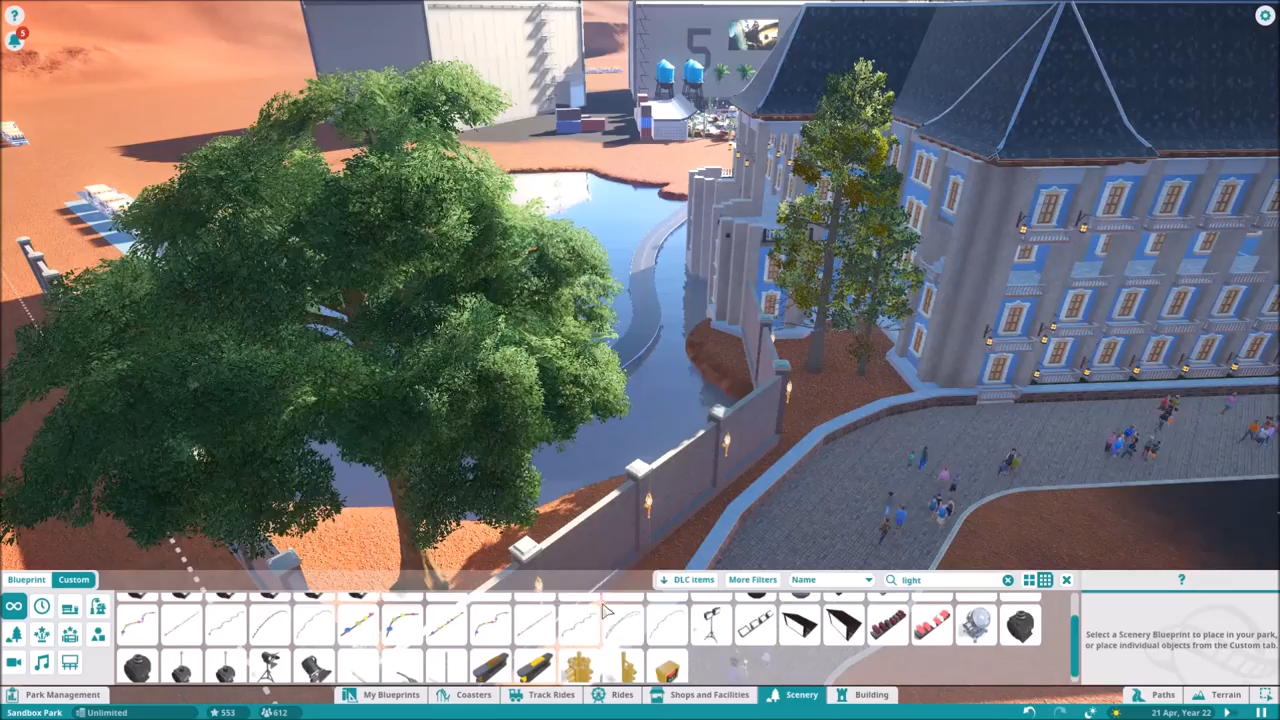 ?
5
5
Blueprint Custom
DLC items More Filters Name light
?
Select a Scenery Blueprint to place in your park
or place individual objects from the Custom tab.
Park Management My Blueprints Coasters Track Rides Rides Shops and Facilities Scenery Building Paths Terrain
Sandbox Park Unlimited 553 612 21 Apr, Year 22